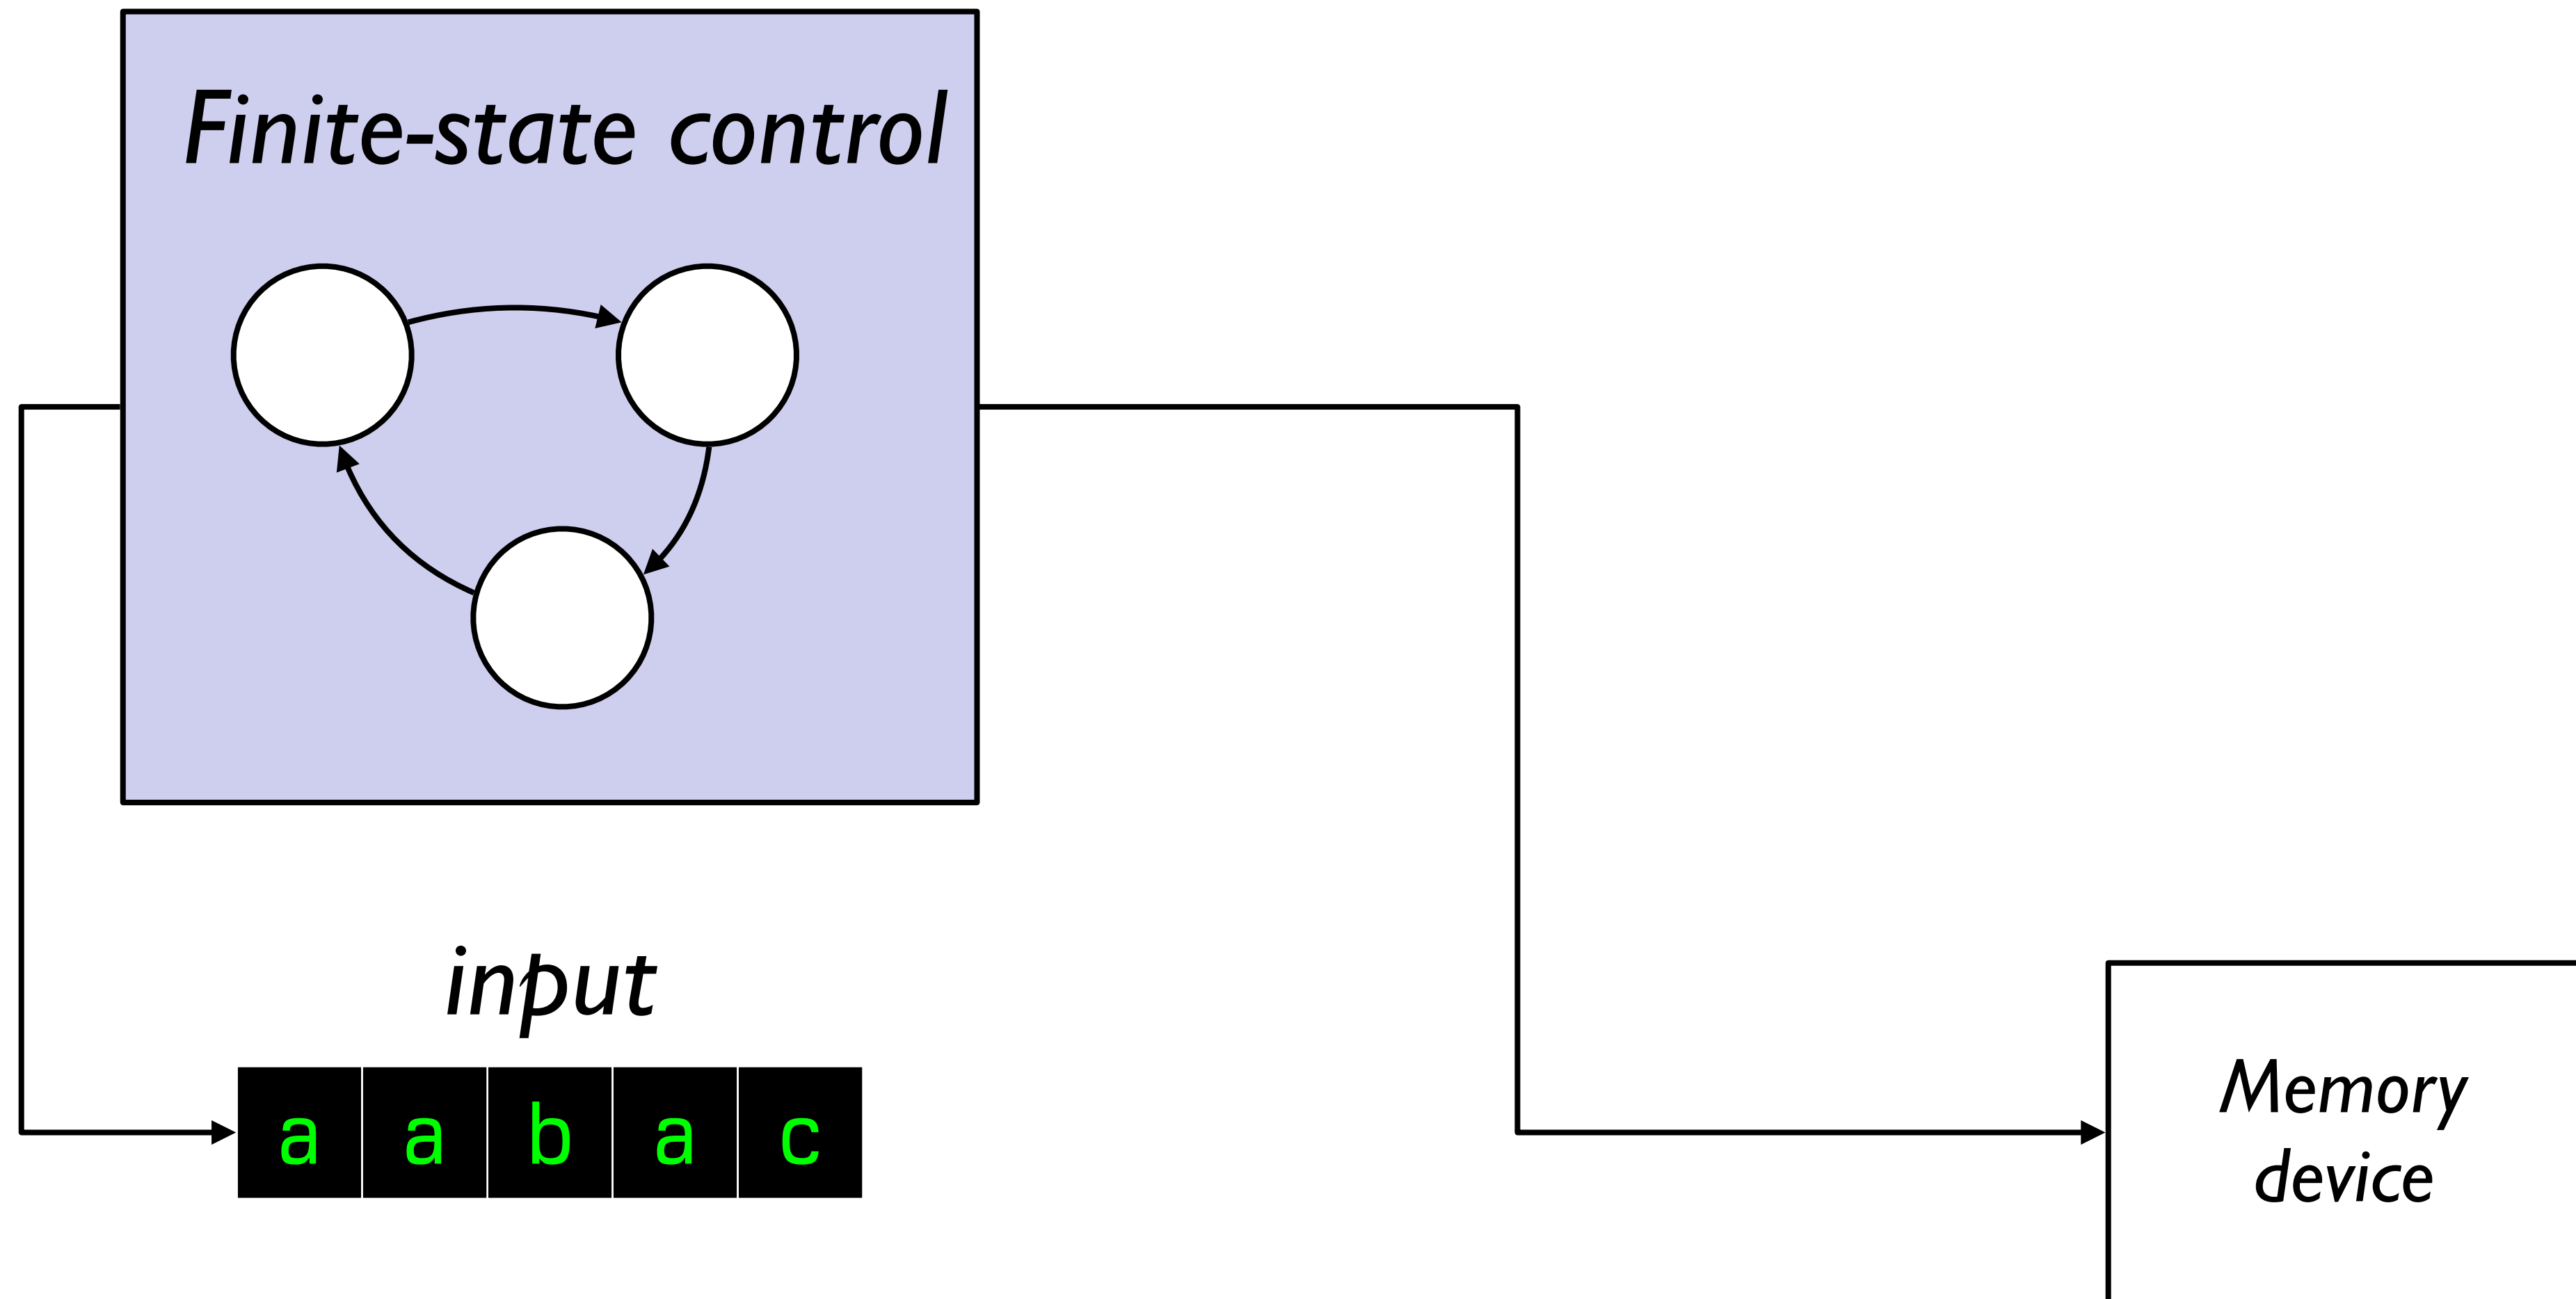 Finite-state control
input
a a b a c
Memory
device